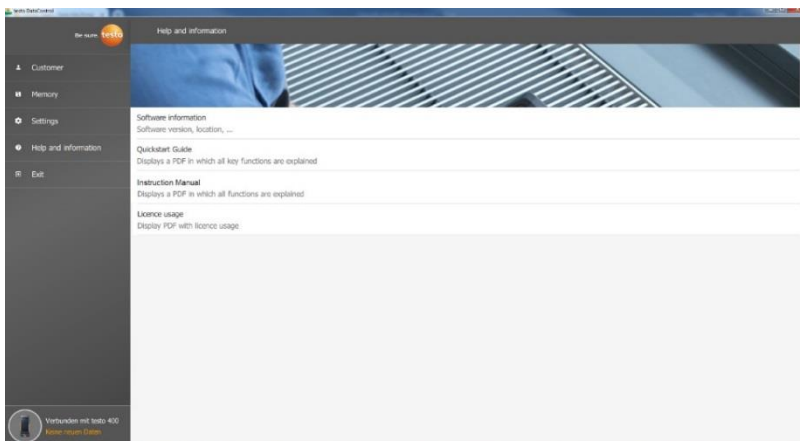 testo DataControl
Be sure. testo
Help and information
Customer
Memory
Settings
Help and information
Exit
Software information
Software version, location, ...
Quickstart Guide
Displays a PDF in which all key functions are explained
Instruction Manual
Displays a PDF in which all functions are explained
Licence usage
Display PDF with licence usage
Verbunden mit testo 400
Keine neuen Daten